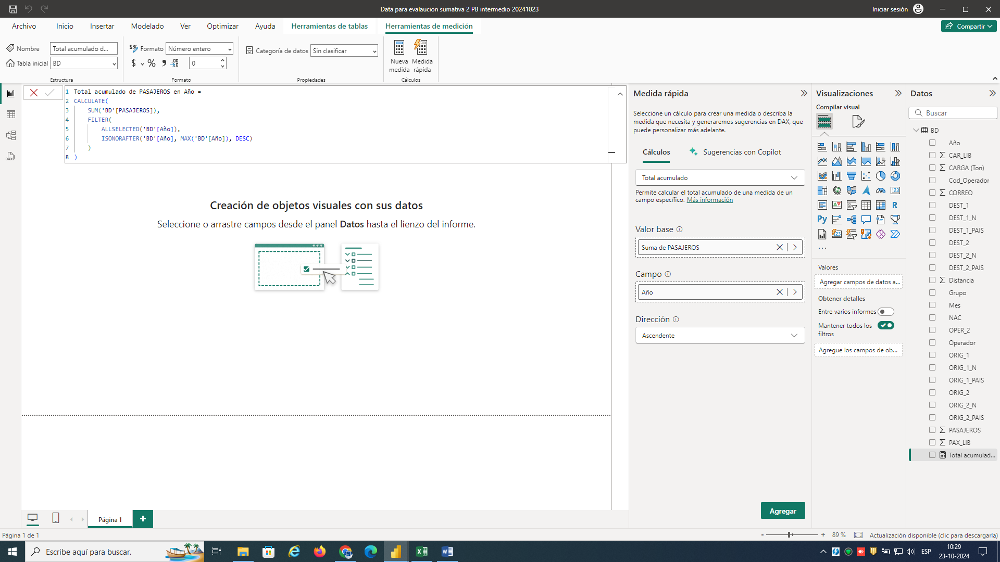 Data para evalaucion sumativa 2 PB intermedio 20241023
Iniciar sesión
Archivo
Inicio
Insertar
Modelado
Ver
Optimizar
Ayuda
Herramientas de tablas
Herramientas de medición
Compartir
Nombre
Total acumulado d...
Tabla inicial
BD
Estructura
Formato
Número entero
$
%
0
Formato
Categoría de datos
Sin clasificar
Propiedades
Nueva medida
Medida rápida
Cálculos
1 Total acumulado de PASAJEROS en Año =
2 CALCULATE(
3 SUM('BD'[PASAJEROS]),
4 FILTER(
5 ALLSELECTED('BD'[Año]),
6 ISONORAFTER('BD'[Año], MAX('BD'[Año]), DESC)
7 )
8 )
Creación de objetos visuales con sus datos
Seleccione o arrastre campos desde el panel Datos hasta el lienzo del informe.
Medida rápida
Seleccione un cálculo para crear una medida o describa la
medida que necesita y generaremos sugerencias en DAX, que
puede personalizar más adelante.
Cálculos
Sugerencias con Copilot
Total acumulado
Permite calcular el total acumulado de una medida de un
campo específico. Más información
Valor base
Suma de PASAJEROS
Campo
Año
Dirección
Ascendente
Agregar
Visualizaciones
Compilar visual
123
R
Py
123
...
Valores
Agregar campos de datos a...
Obtener detalles
Entre varios informes
Mantener todos los
filtros
Agregue los campos de ob...
Datos
Buscar
BD
Año
CAR_LIB
CARGA (Ton)
Cod_Operador
CORREO
DEST_1
DEST_1_N
DEST_1_PAIS
DEST_2
DEST_2_N
DEST_2_PAIS
Distancia
Grupo
Mes
NAC
OPER_2
Operador
ORIG_1
ORIG_1_N
ORIG_1_PAIS
ORIG_2
ORIG_2_N
ORIG_2_PAIS
PASAJEROS
PAX_LIB
Total acumulad...
Página 1
+
Página 1 de 1
- + 89 %
Actualización disponible (clic para descargarla)
Escribe aquí para buscar.
ESP
10:29
23-10-2024